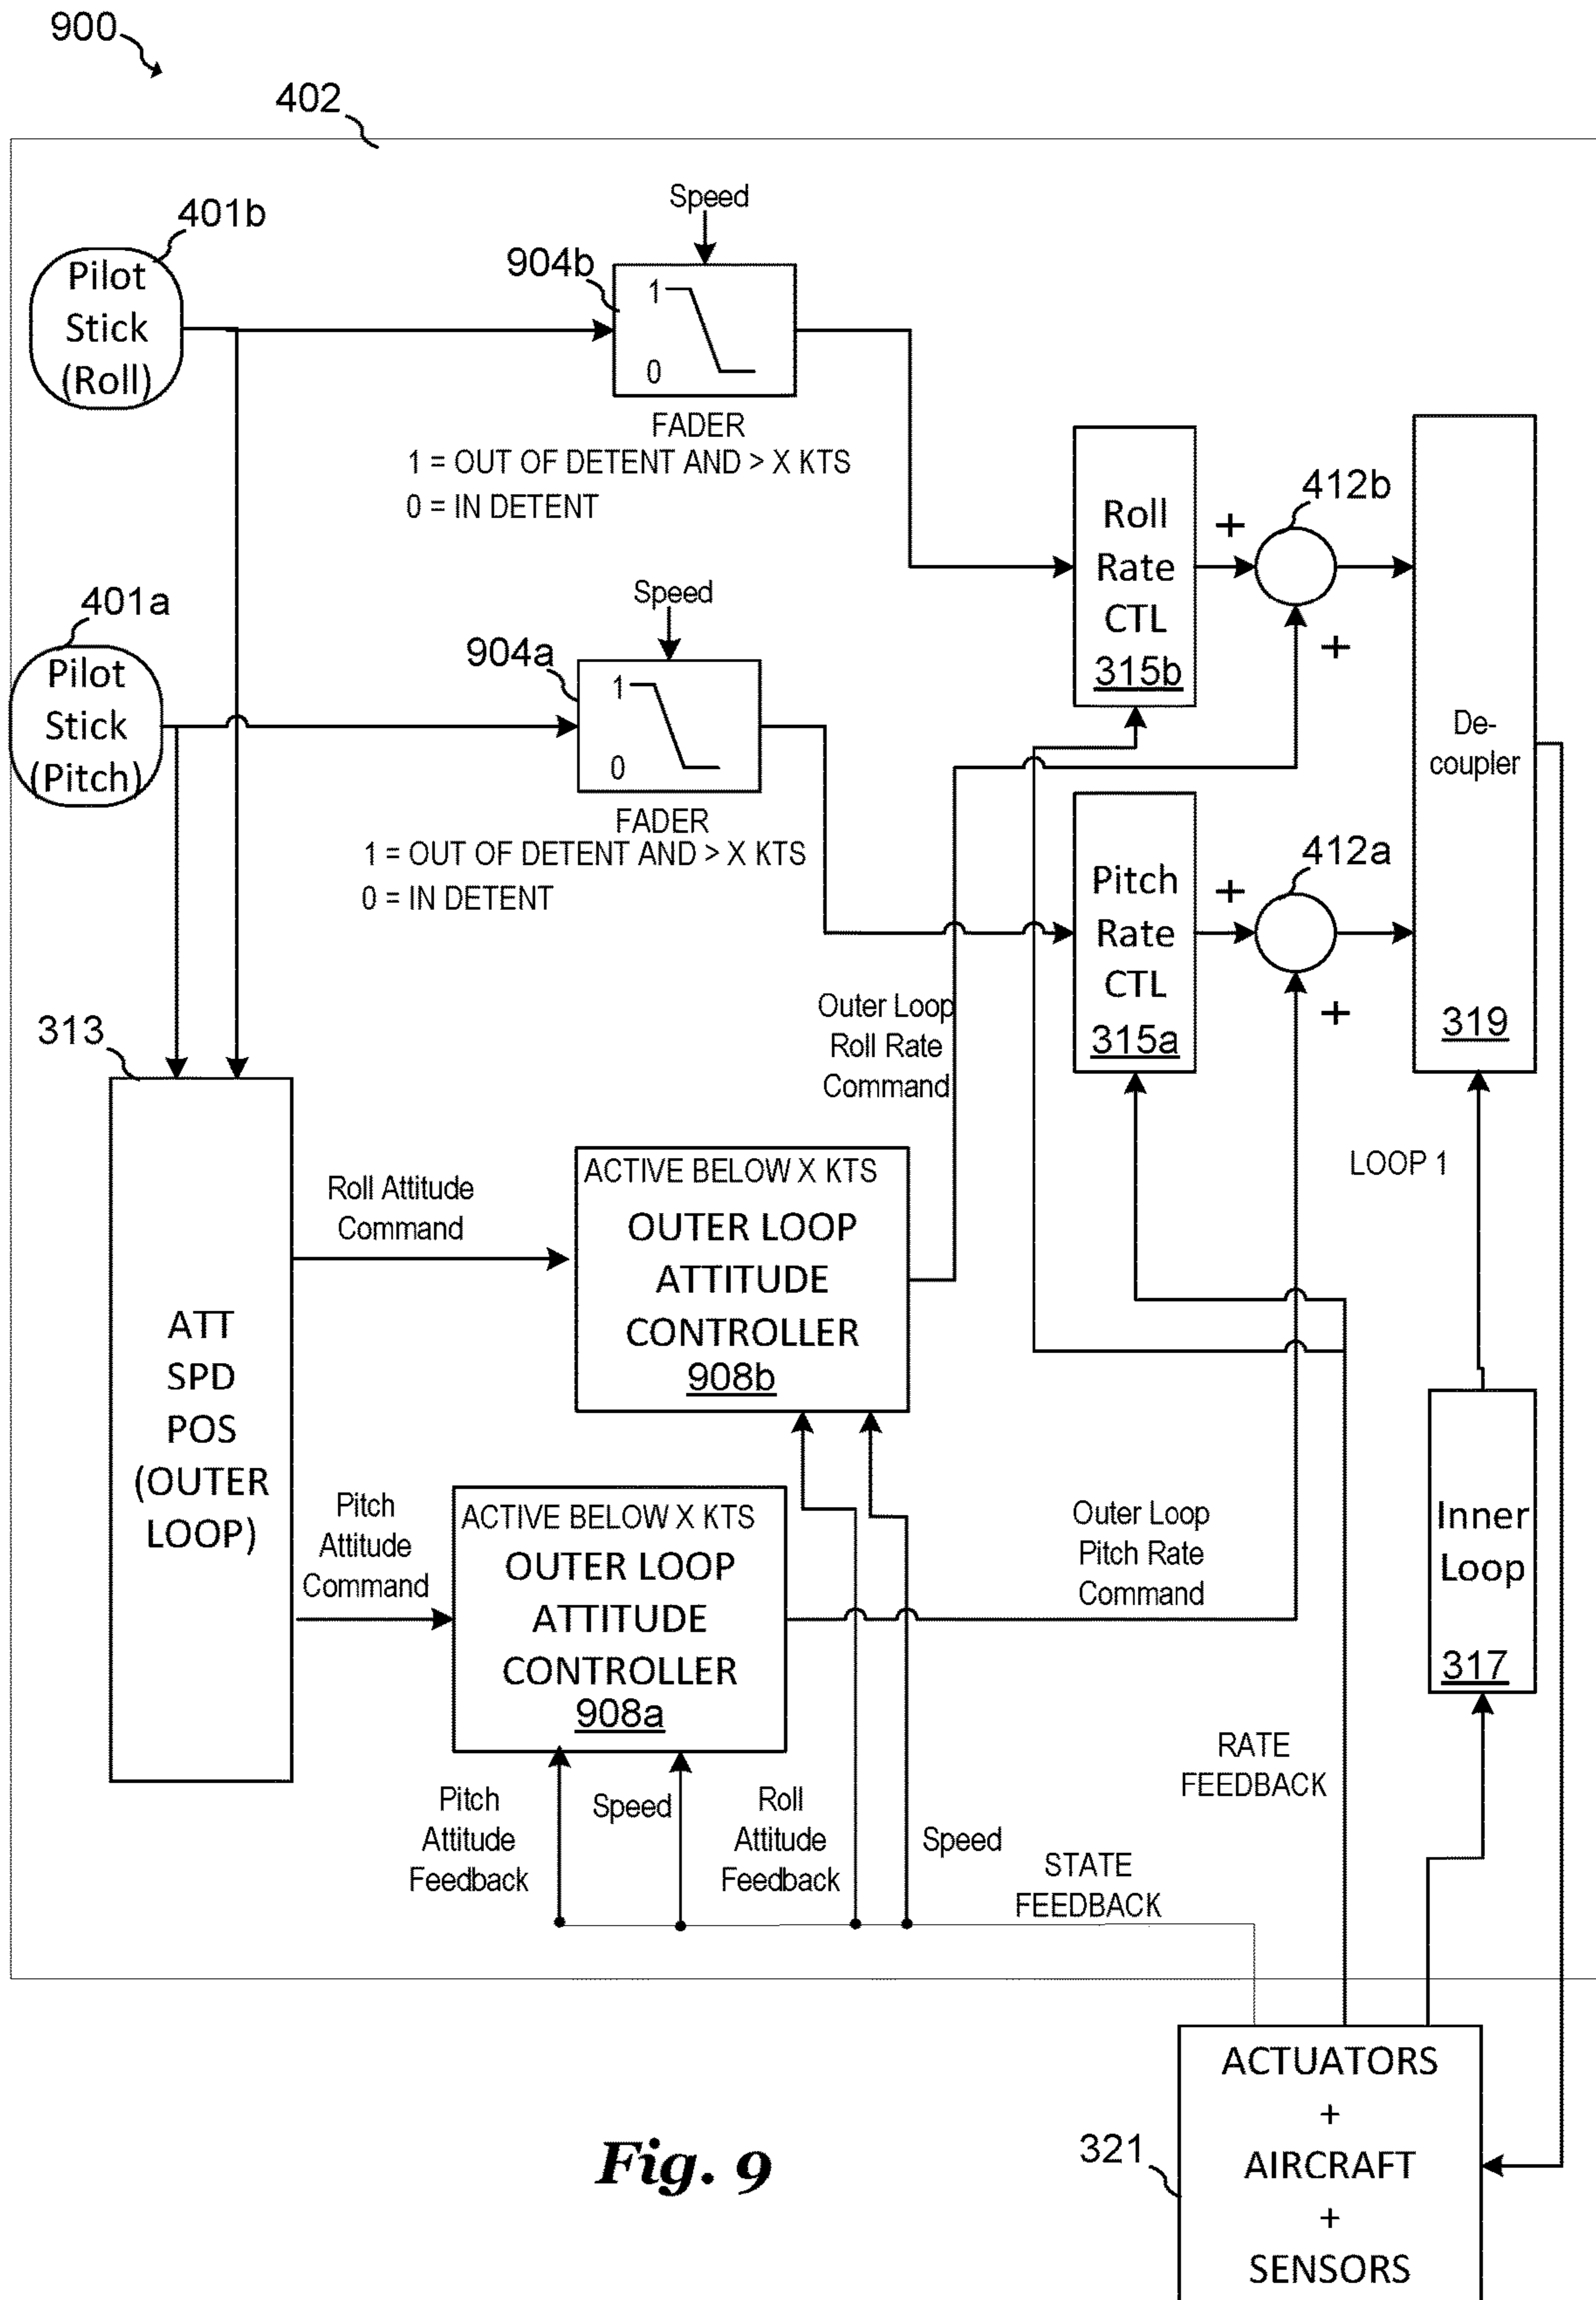 900
402
401b
Pilot
Stick
(Roll)
Speed
904b
1
0
FADER
1 = OUT OF DETENT AND > X KTS
0 = IN DETENT
401a
Pilot
Stick
(Pitch)
Speed
904a
1
0
FADER
1 = OUT OF DETENT AND > X KTS
0 = IN DETENT
Roll
Rate
CTL
315b
+
412b
+
Pitch
Rate
CTL
315a
+
412a
+
De-
coupler
319
313
ATT
SPD
POS
(OUTER
LOOP)
Roll Attitude
Command
Pitch
Attitude
Command
Outer Loop
Roll Rate
Command
ACTIVE BELOW X KTS
OUTER LOOP
ATTITUDE
CONTROLLER
908b
ACTIVE BELOW X KTS
OUTER LOOP
ATTITUDE
CONTROLLER
908a
Outer Loop
Pitch Rate
Command
LOOP 1
Inner
Loop
317
Pitch
Attitude
Feedback
Speed
Roll
Attitude
Feedback
Speed
STATE
FEEDBACK
RATE
FEEDBACK
321
ACTUATORS
+
AIRCRAFT
+
SENSORS
Fig. 9